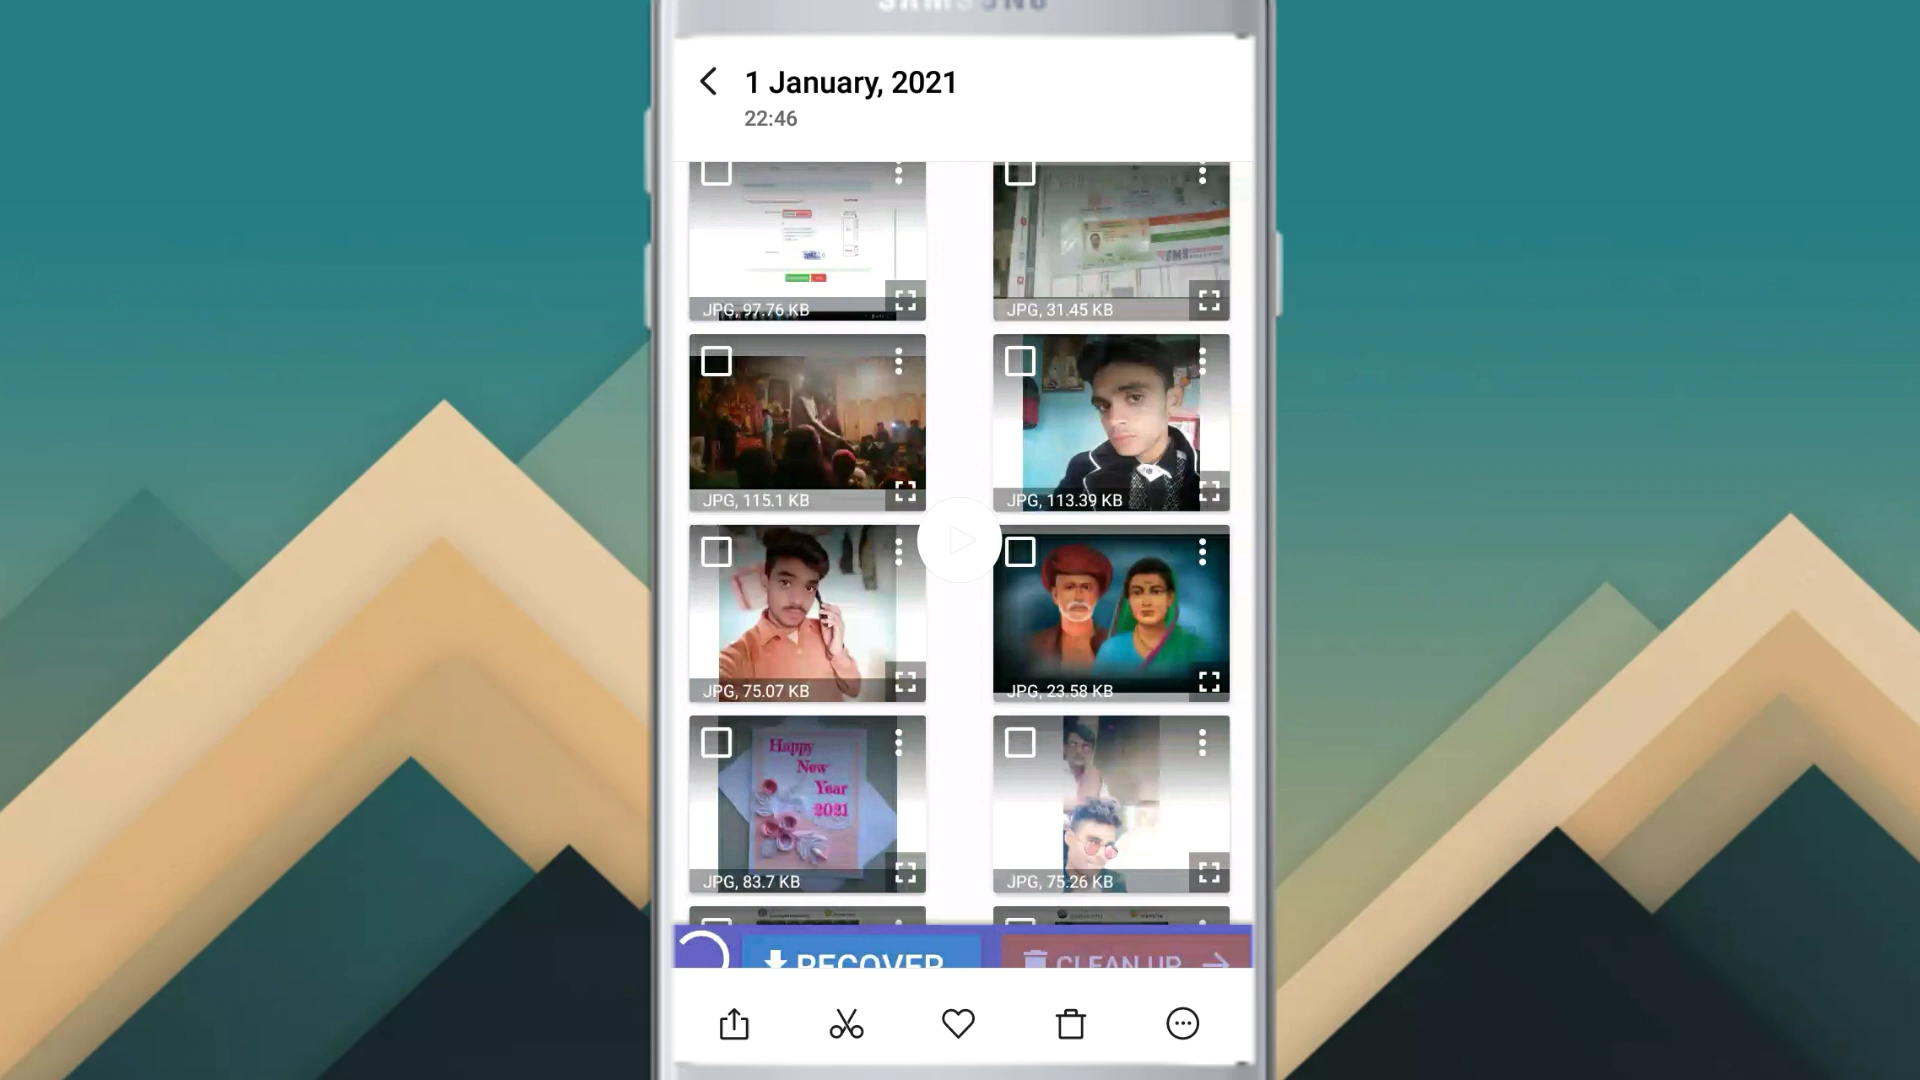 SAMSUNG
1 January, 2021
22:46
JPG, 97.76 KB
JPG, 31.45 KB
JPG, 115.1 KB
JPG, 113.39 KB
JPG, 75.07 KB
JPG, 23.58 KB
Happy
New
Year
2021
JPG, 83.7 KB
JPG, 75.26 KB
RECOVER
CLEAN UP